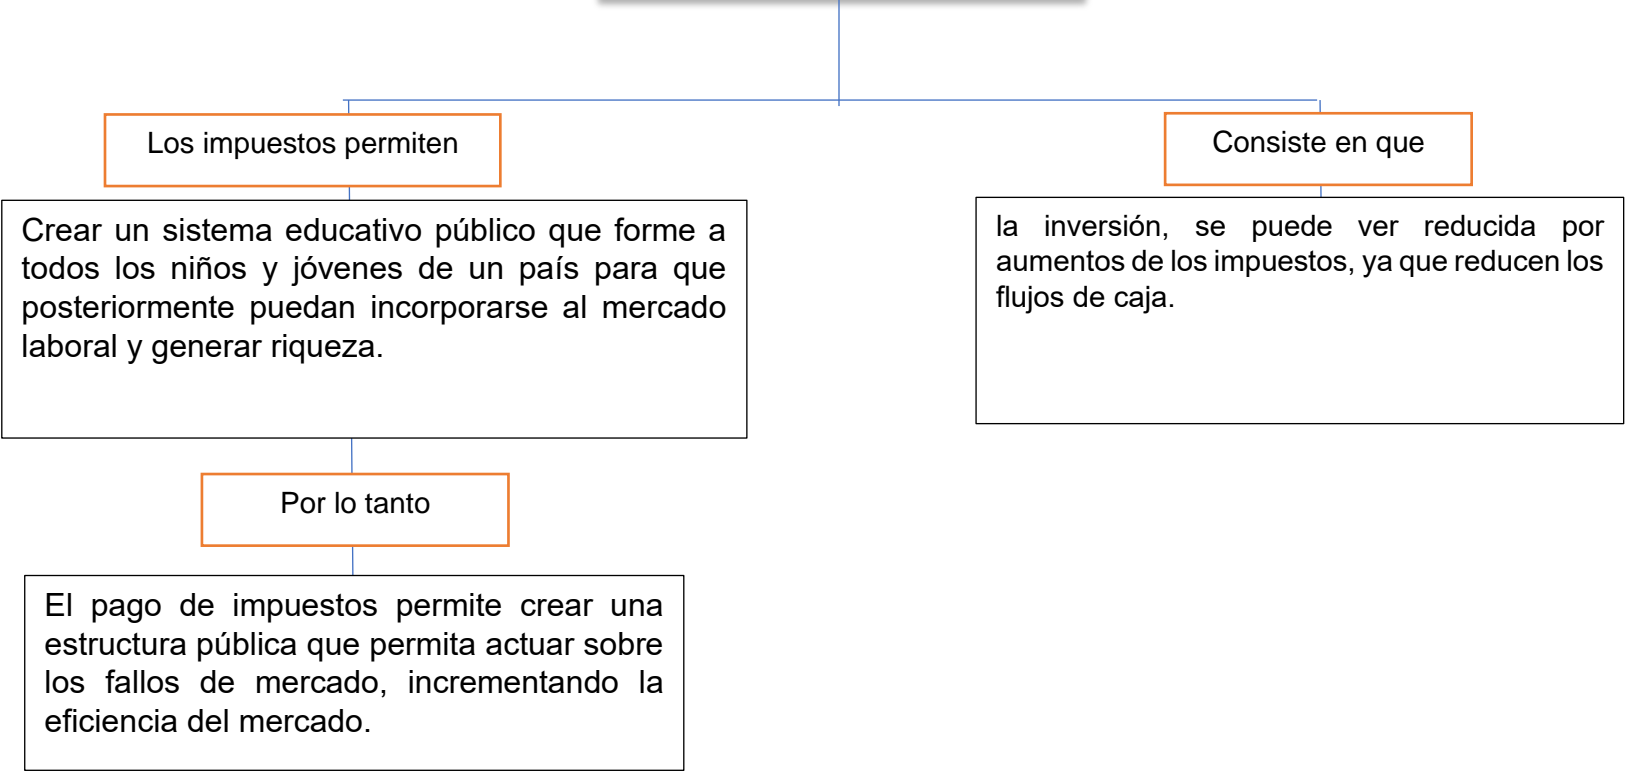 Los impuestos permiten
Crear un sistema educativo público que forme a
todos los niños y jóvenes de un país para que
posteriormente puedan incorporarse al mercado
laboral y generar riqueza.
Por lo tanto
El pago de impuestos permite crear una
estructura pública que permita actuar sobre
los fallos de mercado, incrementando la
eficiencia del mercado.
Consiste en que
la inversión, se puede ver reducida por
aumentos de los impuestos, ya que reducen los
flujos de caja.